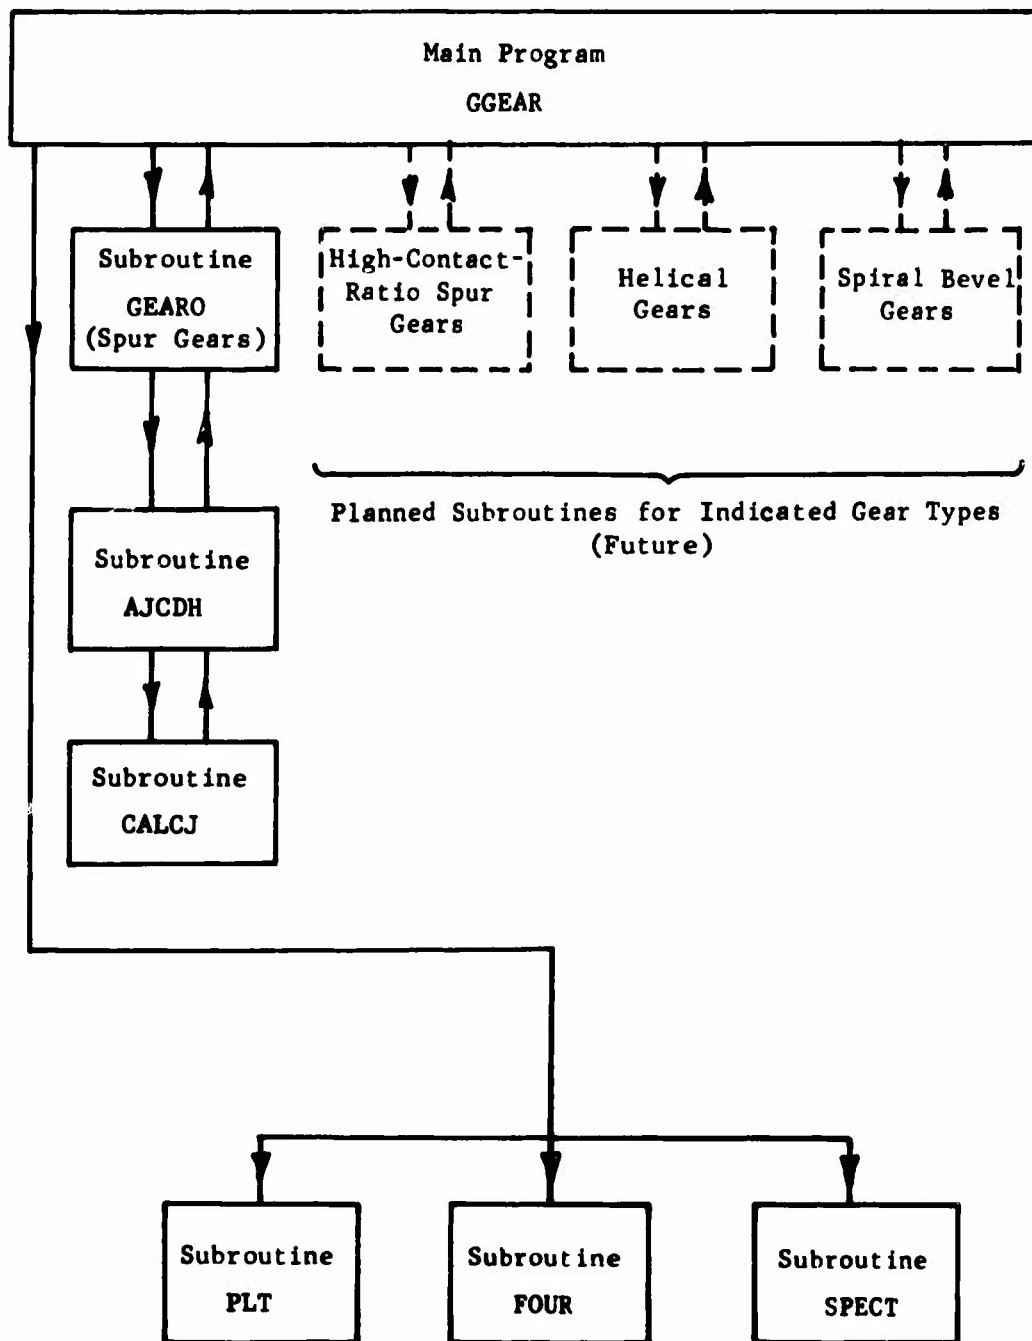 Main Program
GGEAR
Subroutine
GEARO
(Spur Gears)
High-Contact-
Ratio Spur
Gears
Helical
Gears
Spiral Bevel
Gears
Planned Subroutines for Indicated Gear Types
(Future)
Subroutine
AJCDH
Subroutine
CALCJ
Subroutine
PLT
Subroutine
FOUR
Subroutine
SPECT